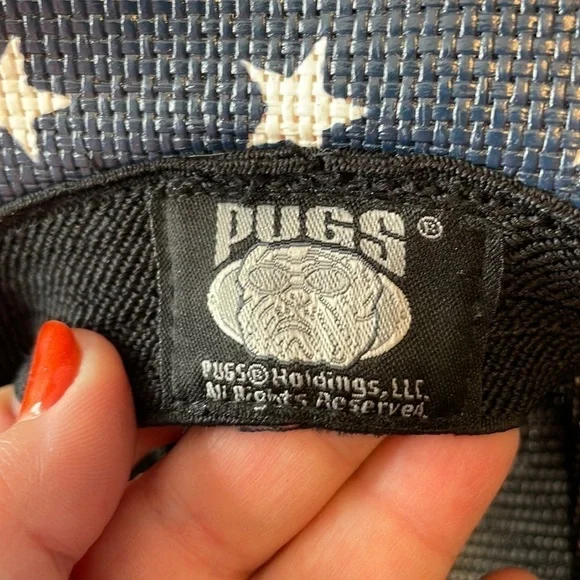 PUGS®
PUGS® Holdings, LLC.
All Rights Reserved.